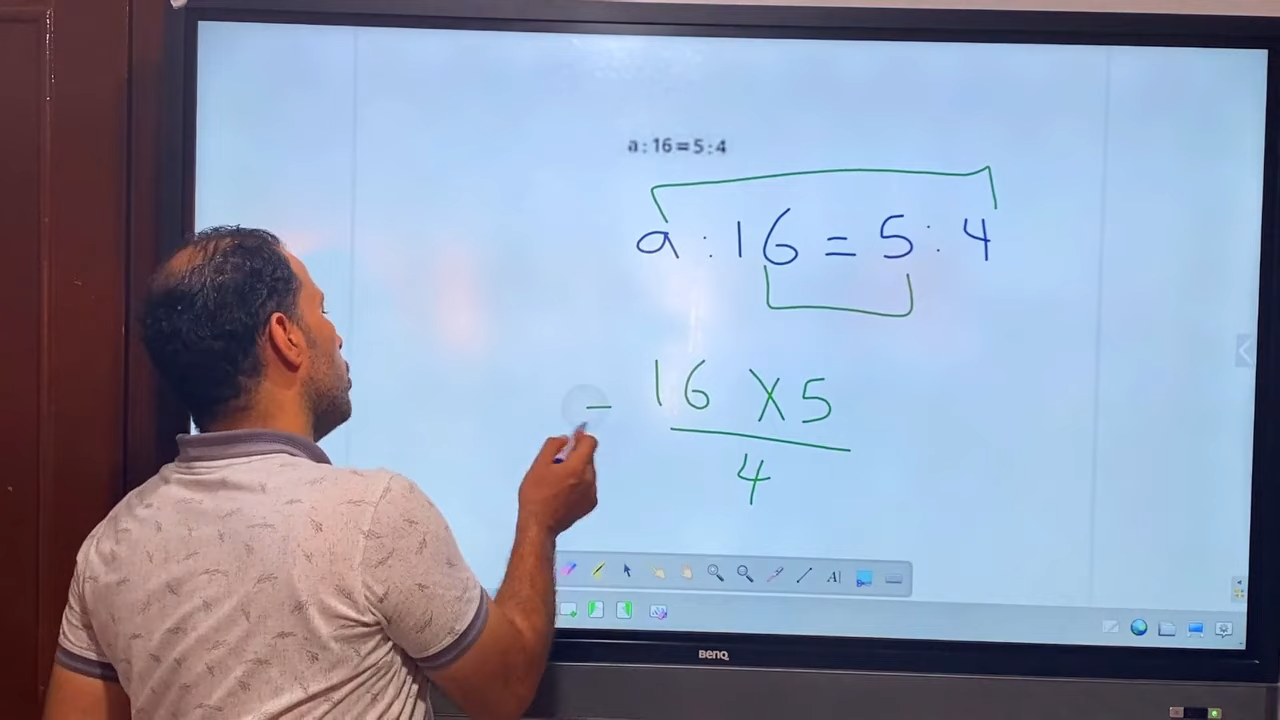 a : 16 = 5 : 4
a : 16 = 5 : 4
– 16 X 5
4
A
BenQ